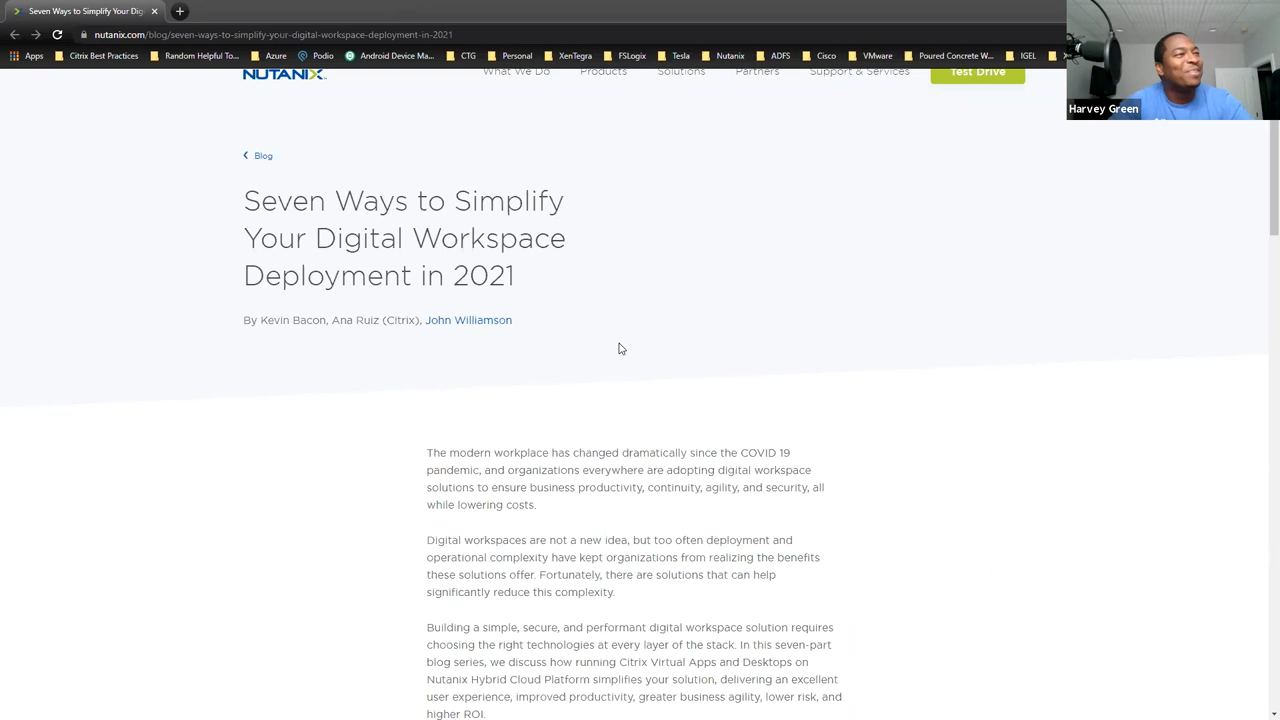 Seven Ways to Simplify Your Dig
nutanix.com/blog/seven-ways-to-simplify-your-digital-workspace-deployment-in-2021
Apps Citrix Best Practices Random Helpful To... Azure Podio Android Device Ma... CTG Personal XenTegra FSLogix Tesla Nutanix ADFS Cisco VMware Poured Concrete W... IGEL
NUTANIX What We Do Products Solutions Partners Support & Services Test Drive
Harvey Green
Blog
Seven Ways to Simplify
Your Digital Workspace
Deployment in 2021
By Kevin Bacon, Ana Ruiz (Citrix), John Williamson
The modern workplace has changed dramatically since the COVID 19
pandemic, and organizations everywhere are adopting digital workspace
solutions to ensure business productivity, continuity, agility, and security, all
while lowering costs.
Digital workspaces are not a new idea, but too often deployment and
operational complexity have kept organizations from realizing the benefits
these solutions offer. Fortunately, there are solutions that can help
significantly reduce this complexity.
Building a simple, secure, and performant digital workspace solution requires
choosing the right technologies at every layer of the stack. In this seven-part
blog series, we discuss how running Citrix Virtual Apps and Desktops on
Nutanix Hybrid Cloud Platform simplifies your solution, delivering an excellent
user experience, improved productivity, greater business agility, lower risk, and
higher ROI.